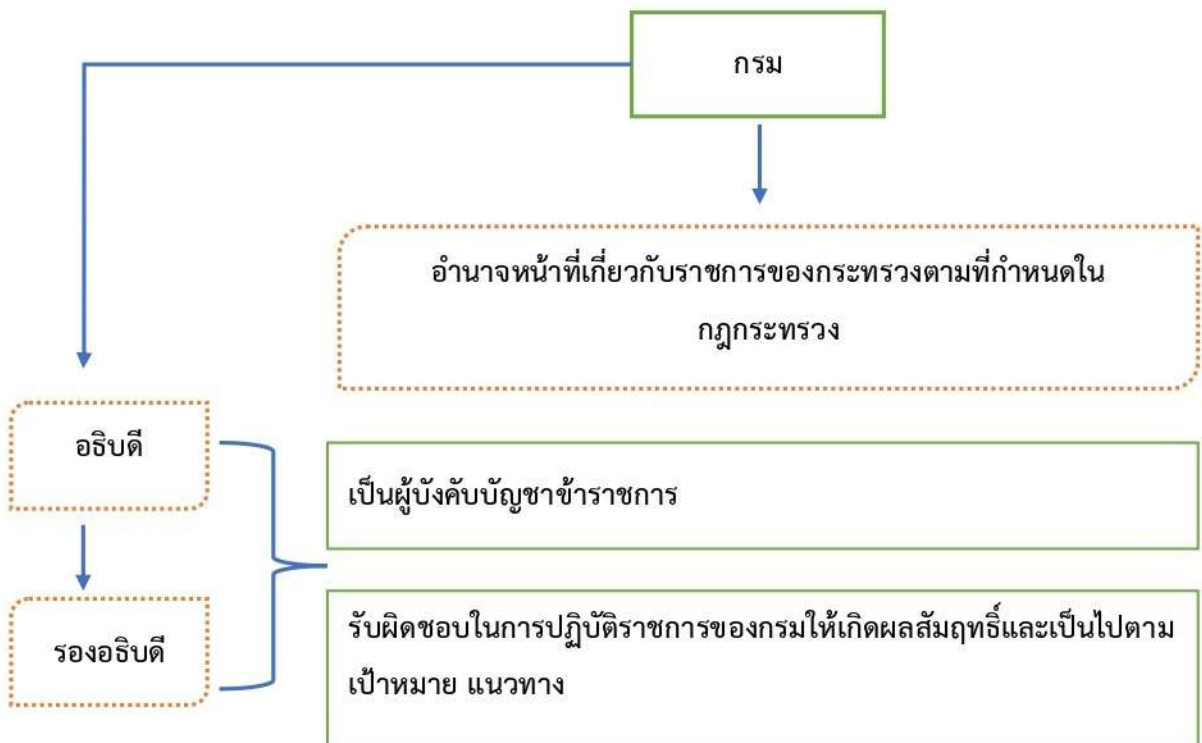 กรม
อำนาจหน้าที่เกี่ยวกับราชการของกระทรวงตามที่กำหนดใน
กฎกระทรวง
อธิบดี
เป็นผู้บังคับบัญชาข้าราชการ
รองอธิบดี
รับผิดชอบในการปฏิบัติราชการของกรมให้เกิดผลสัมฤทธิ์และเป็นไปตาม
เป้าหมาย แนวทาง